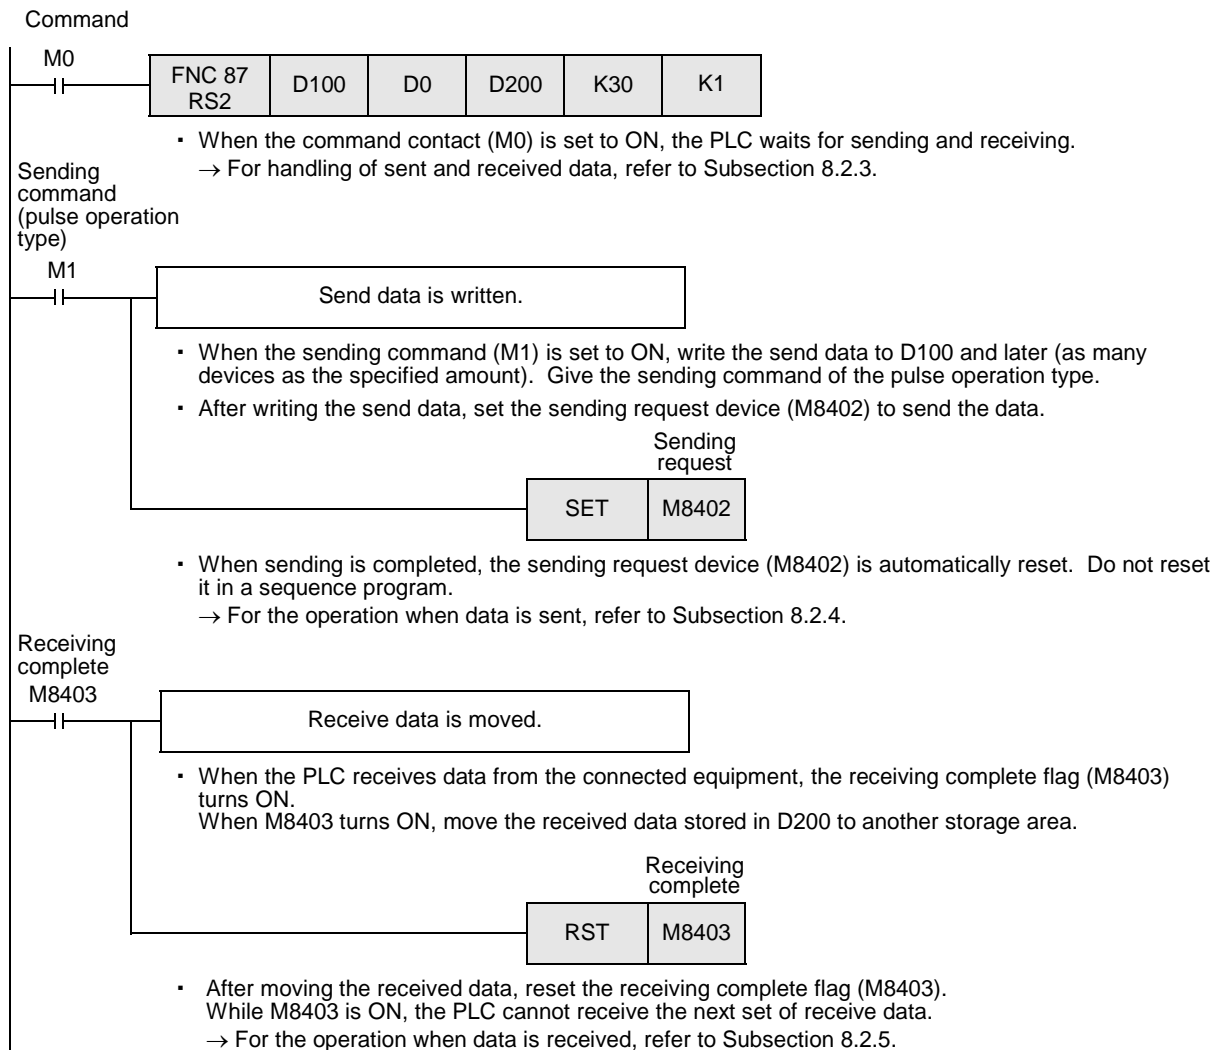 Command
M0
FNC 87
RS2
D100
D0
D200
K30
K1
▪ When the command contact (M0) is set to ON, the PLC waits for sending and receiving.
→ For handling of sent and received data, refer to Subsection 8.2.3.
Sending
command
(pulse operation
type)
M1
Send data is written.
▪ When the sending command (M1) is set to ON, write the send data to D100 and later (as many
devices as the specified amount).  Give the sending command of the pulse operation type.
▪ After writing the send data, set the sending request device (M8402) to send the data.
Sending
request
SET
M8402
▪ When sending is completed, the sending request device (M8402) is automatically reset.  Do not reset
it in a sequence program.
→ For the operation when data is sent, refer to Subsection 8.2.4.
Receiving
complete
M8403
Receive data is moved.
▪ When the PLC receives data from the connected equipment, the receiving complete flag (M8403)
turns ON.
When M8403 turns ON, move the received data stored in D200 to another storage area.
Receiving
complete
RST
M8403
▪ After moving the received data, reset the receiving complete flag (M8403).
While M8403 is ON, the PLC cannot receive the next set of receive data.
→ For the operation when data is received, refer to Subsection 8.2.5.